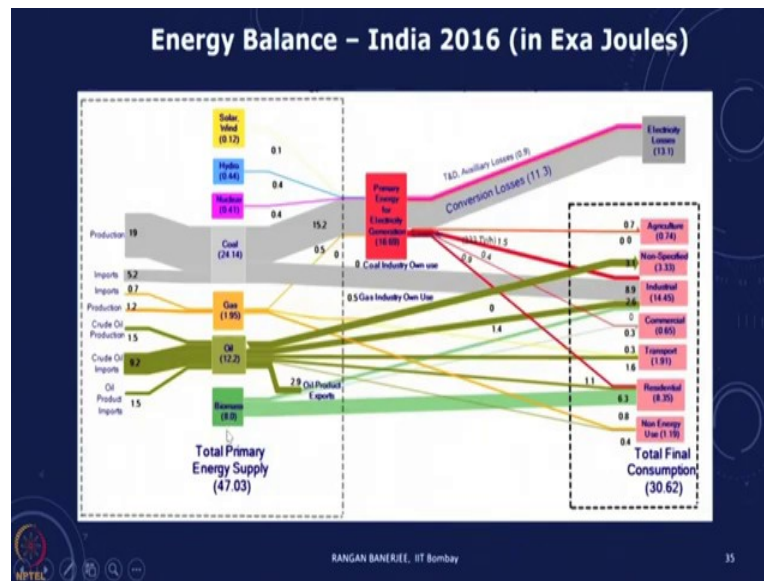 Energy Balance – India 2016 (in Exa Joules)
Solar,
Wind
(0.12)
0.1
Hydro
(0.44)
0.4
Nuclear
(0.41)
0.4
Production
19
Coal
(24.14)
15.2
Imports
5.2
Imports
0.7
Production
1.2
Gas
(1.95)
0.5
0
Crude Oil
Production
1.5
Crude Oil
Imports
9.2
Oil
Product
Imports
1.5
Oil
(12.2)
2.9 Oil Product
Exports
Biomass
(8.0)
Total Primary
Energy Supply
(47.03)
Primary
Energy
for
Electricity
Generation
0 Coal Industry Own use
0.5 Gas Industry Own Use
T&D, Auxiliary Losses (0.9)
Conversion Losses (11.3)
1.5
0.4
0.9
0
1.4
1.1
Electricity
Losses
(13.1)
0.7
0.0
Agriculture
(0.74)
Non-Specified
(3.33)
8.9
2.6
Industrial
(14.45)
0
0.3
Commercial
(0.65)
0.3
1.6
Transport
(1.91)
6.3
Residential
(8.35)
0.8
0.4
Non Energy
Use (1.19)
Total Final
Consumption
(30.62)
NPTEL
RANGAN BANERJEE, IIT Bombay
35